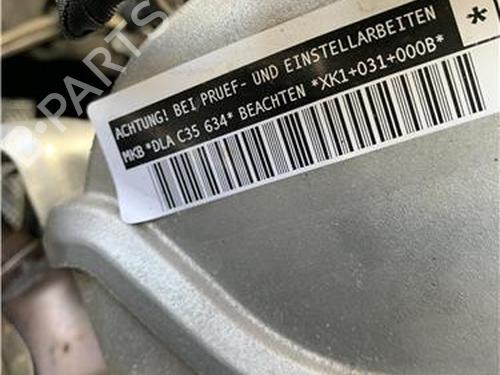 ACHTUNG! BEI PRUEF- UND EINSTELLARBEITEN
MKB *DLA C35 634* BEACHTEN *XK1+031+000B*
*
B-PARTS